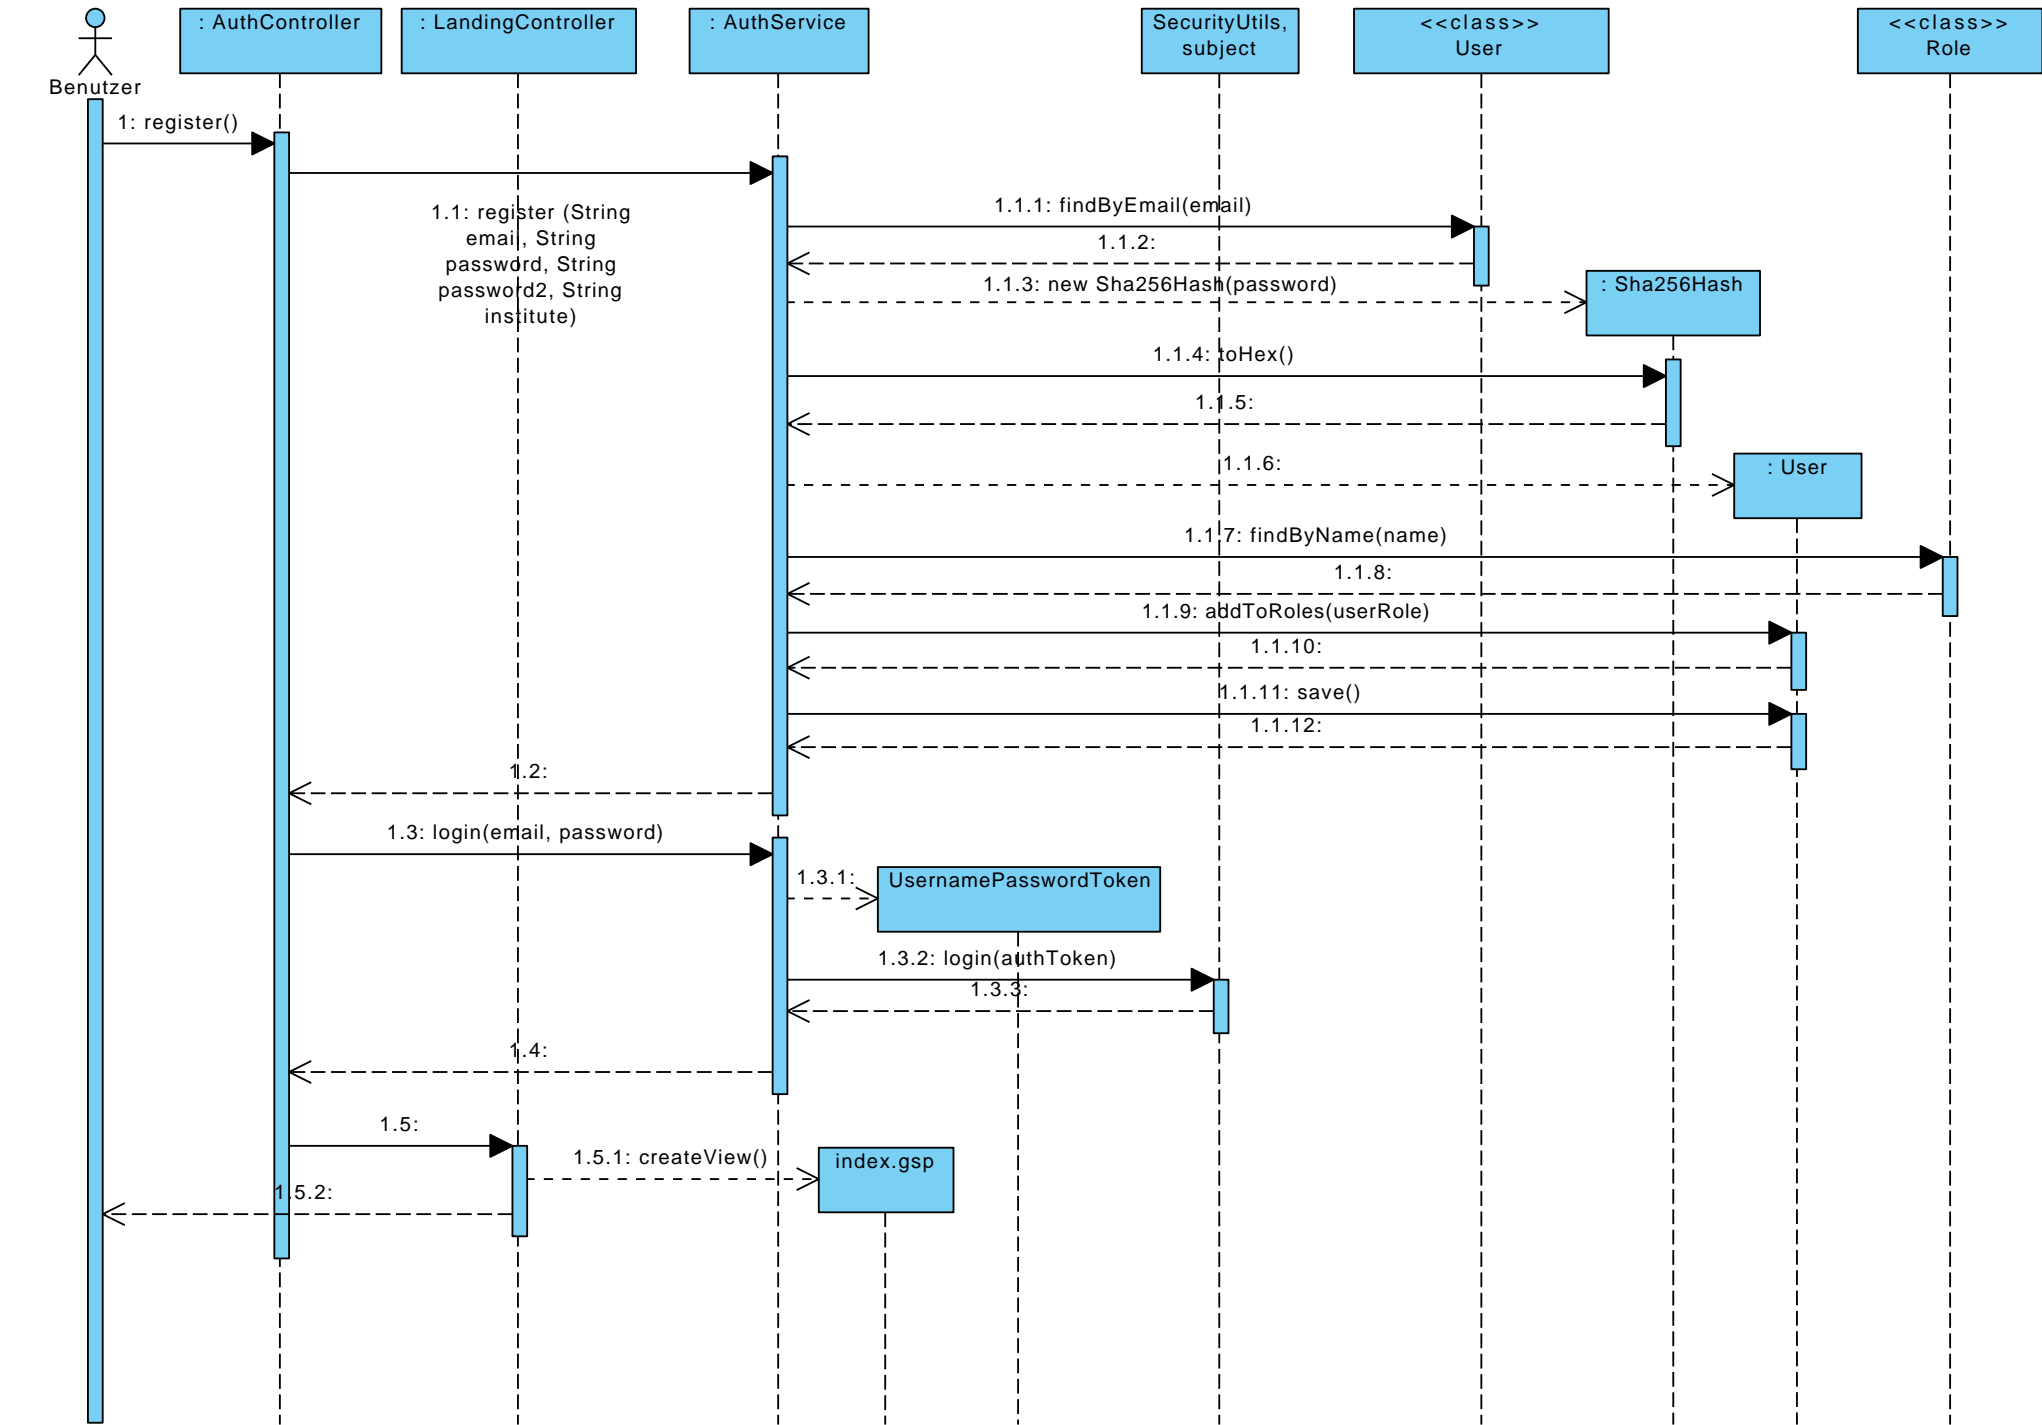 : AuthController
: LandingController
: AuthService
SecurityUtils,
subject
<<class>>
User
<<class>>
Role
Benutzer
1: register()
1.1: register (String
email, String
password, String
password2, String
institute)
1.1.1: findByEmail(email)
1.1.2:
1.1.3: new Sha256Hash(password)
: Sha256Hash
1.1.4: toHex()
1.1.5:
1.1.6:
: User
1.1.7: findByName(name)
1.1.8:
1.1.9: addToRoles(userRole)
1.1.10:
1.1.11: save()
1.1.12:
1.2:
1.3: login(email, password)
1.3.1:
UsernamePasswordToken
1.3.2: login(authToken)
1.3.3:
1.4:
1.5:
1.5.1: createView()
index.gsp
1.5.2: